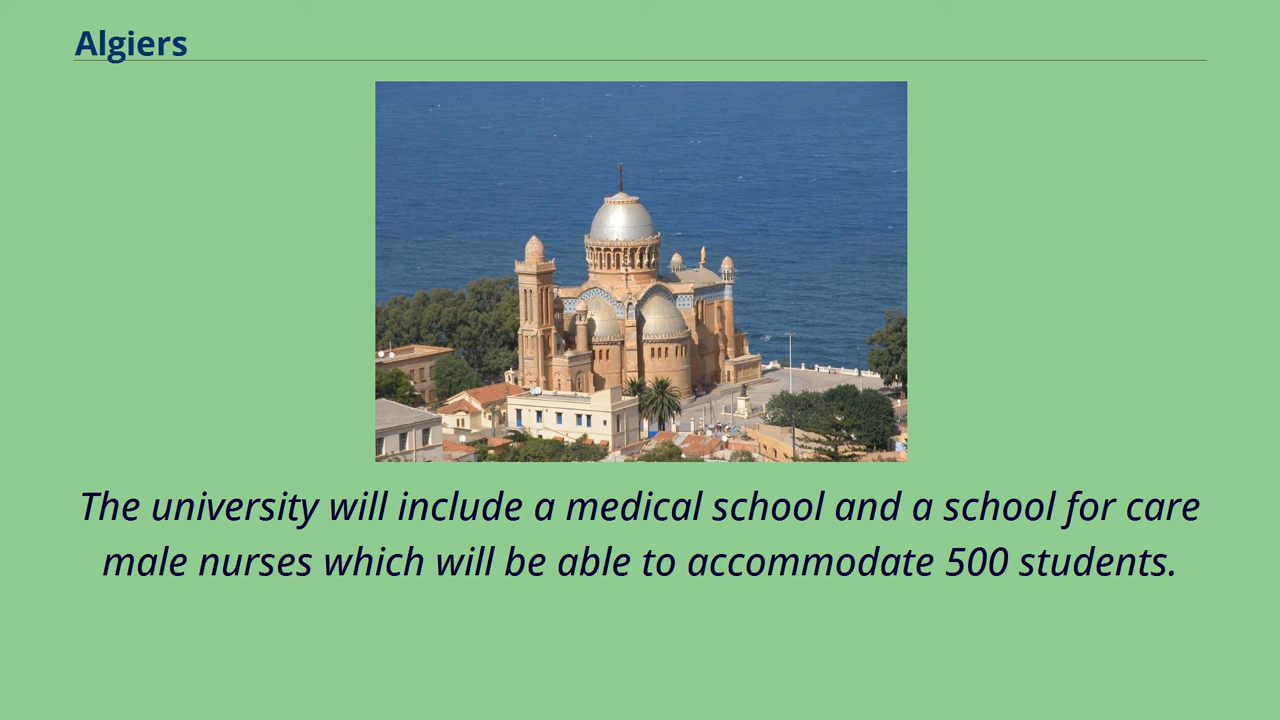 Algiers
The university will include a medical school and a school for care
male nurses which will be able to accommodate 500 students.